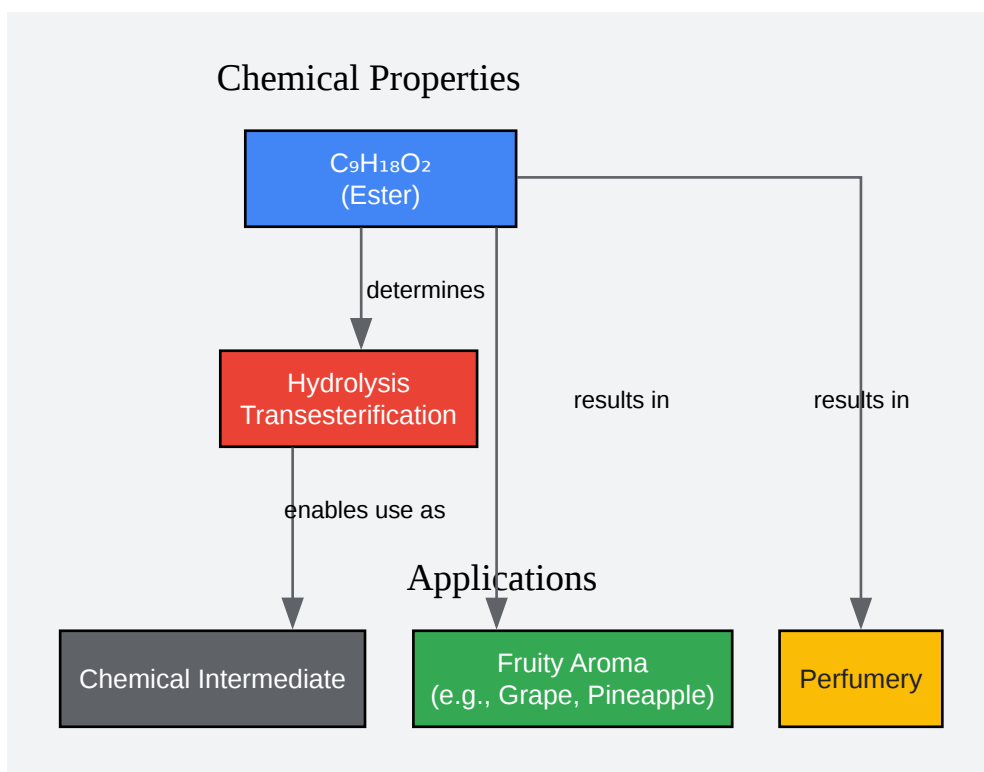 Chemical Properties
C₉H₁₈O₂
(Ester)
determines
Hydrolysis
Transesterification
results in
results in
enables use as
Applications
Chemical Intermediate
Fruity Aroma
(e.g., Grape, Pineapple)
Perfumery